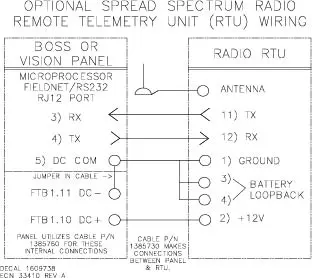 OPTIONAL SPREAD SPECTRUM RADIO
REMOTE TELEMETRY UNIT (RTU) WIRING
BOSS OR
VISION PANEL
RADIO RTU
MICROPROCESSOR
FIELDNET/RS232
RJ12 PORT
ANTENNA
3) RX
11) TX
4) TX
12) RX
5) DC COM
1) GROUND
JUMPER IN CABLE ->
3)
BATTERY
LOOPBACK
4)
FTB1.11 DC-
FTB1.10 DC+
2) +12V
PANEL UTILIZES CABLE P/N
1385760 FOR THESE
INTERNAL CONNECTIONS
CABLE P/N
1385730 MAKES
CONNECTIONS
BETWEEN PANEL
& RTU.
DECAL 1609738
ECN 33410 REV A